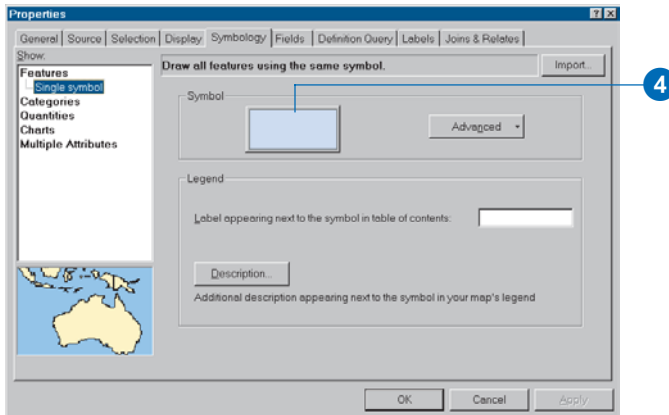 Properties
General Source Selection Display Symbology Fields Definition Query Labels Joins & Relates
Show:
Features
Single symbol
Categories
Quantities
Charts
Multiple Attributes
Draw all features using the same symbol.
Import...
4
Symbol
Advanced
Legend
Label appearing next to the symbol in table of contents:
Description...
Additional description appearing next to the symbol in your map's legend
OK Cancel Apply